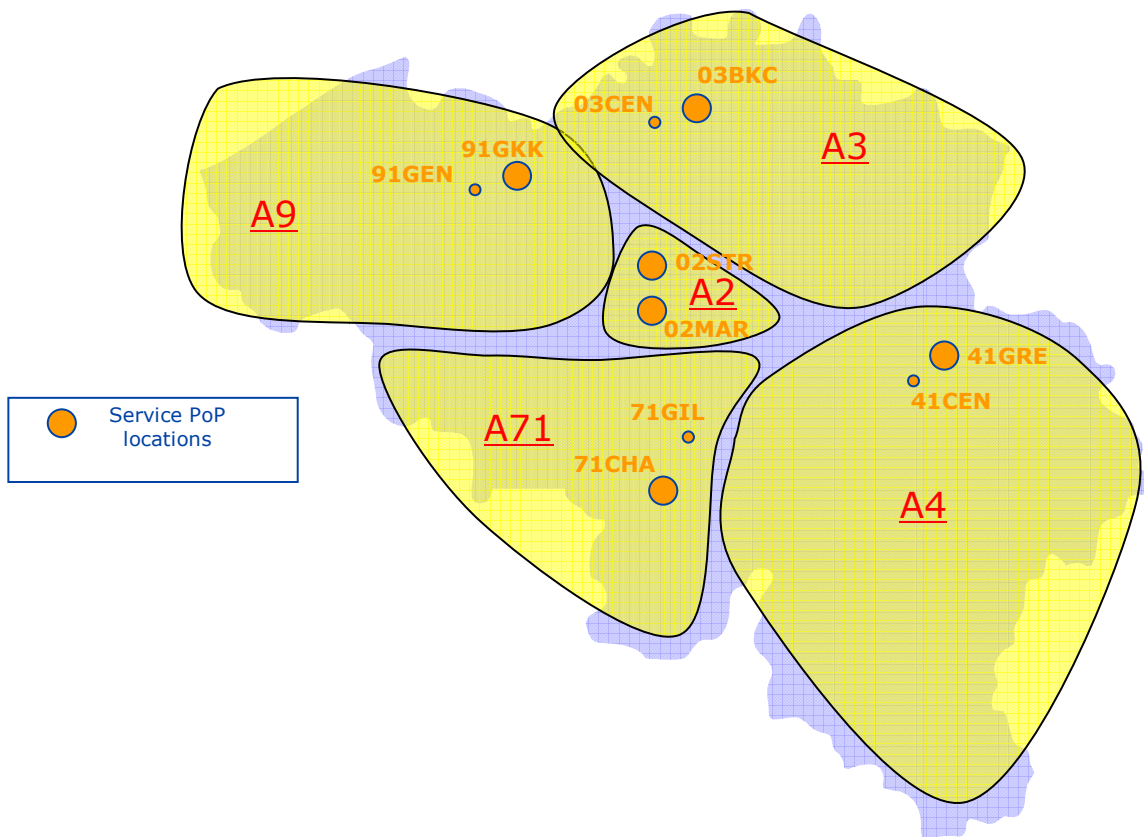 03BKC
03CEN
A3
91GKK
91GEN
A9
02STR
A2
02MAR
41GRE
41CEN
Service PoP
locations
71GIL
A71
71CHA
A4